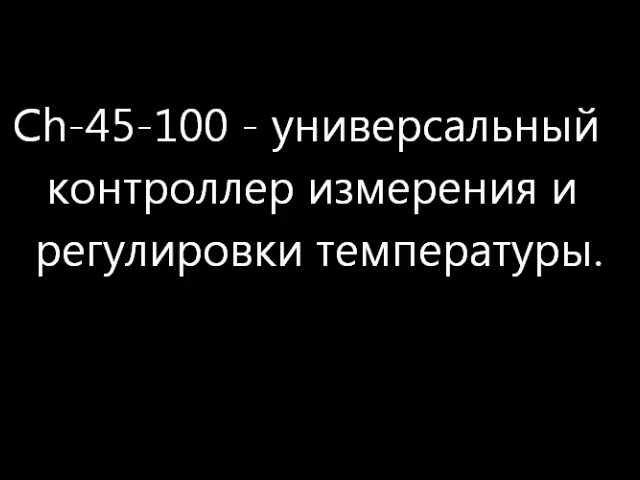 Ch-45-100 - универсальный
контроллер измерения и
регулировки температуры.